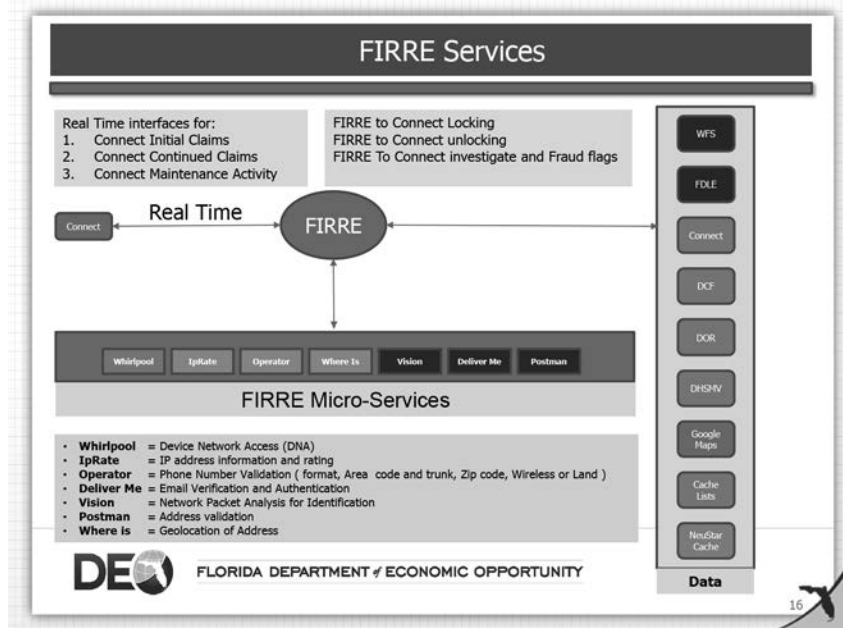 FIRRE Services
Real Time interfaces for:
1. Connect Initial Claims
2. Connect Continued Claims
3. Connect Maintenance Activity
FIRRE to Connect Locking
FIRRE to Connect unlocking
FIRRE To Connect investigate and Fraud flags
Connect
Real Time
FIRRE
Whirlpool
IpRate
Operator
Where Is
Vision
Deliver Me
Postman
FIRRE Micro-Services
• Whirlpool = Device Network Access (DNA)
• IpRate = IP address information and rating
• Operator = Phone Number Validation ( format, Area code and trunk, Zip code, Wireless or Land )
• Deliver Me = Email Verification and Authentication
• Vision = Network Packet Analysis for Identification
• Postman = Address validation
• Where is = Geolocation of Address
WFS
FDLE
Connect
DCF
DOR
DHSMV
Google
Maps
Cache
Lists
NeuStar
Cache
Data
DEO
FLORIDA DEPARTMENT of ECONOMIC OPPORTUNITY
16